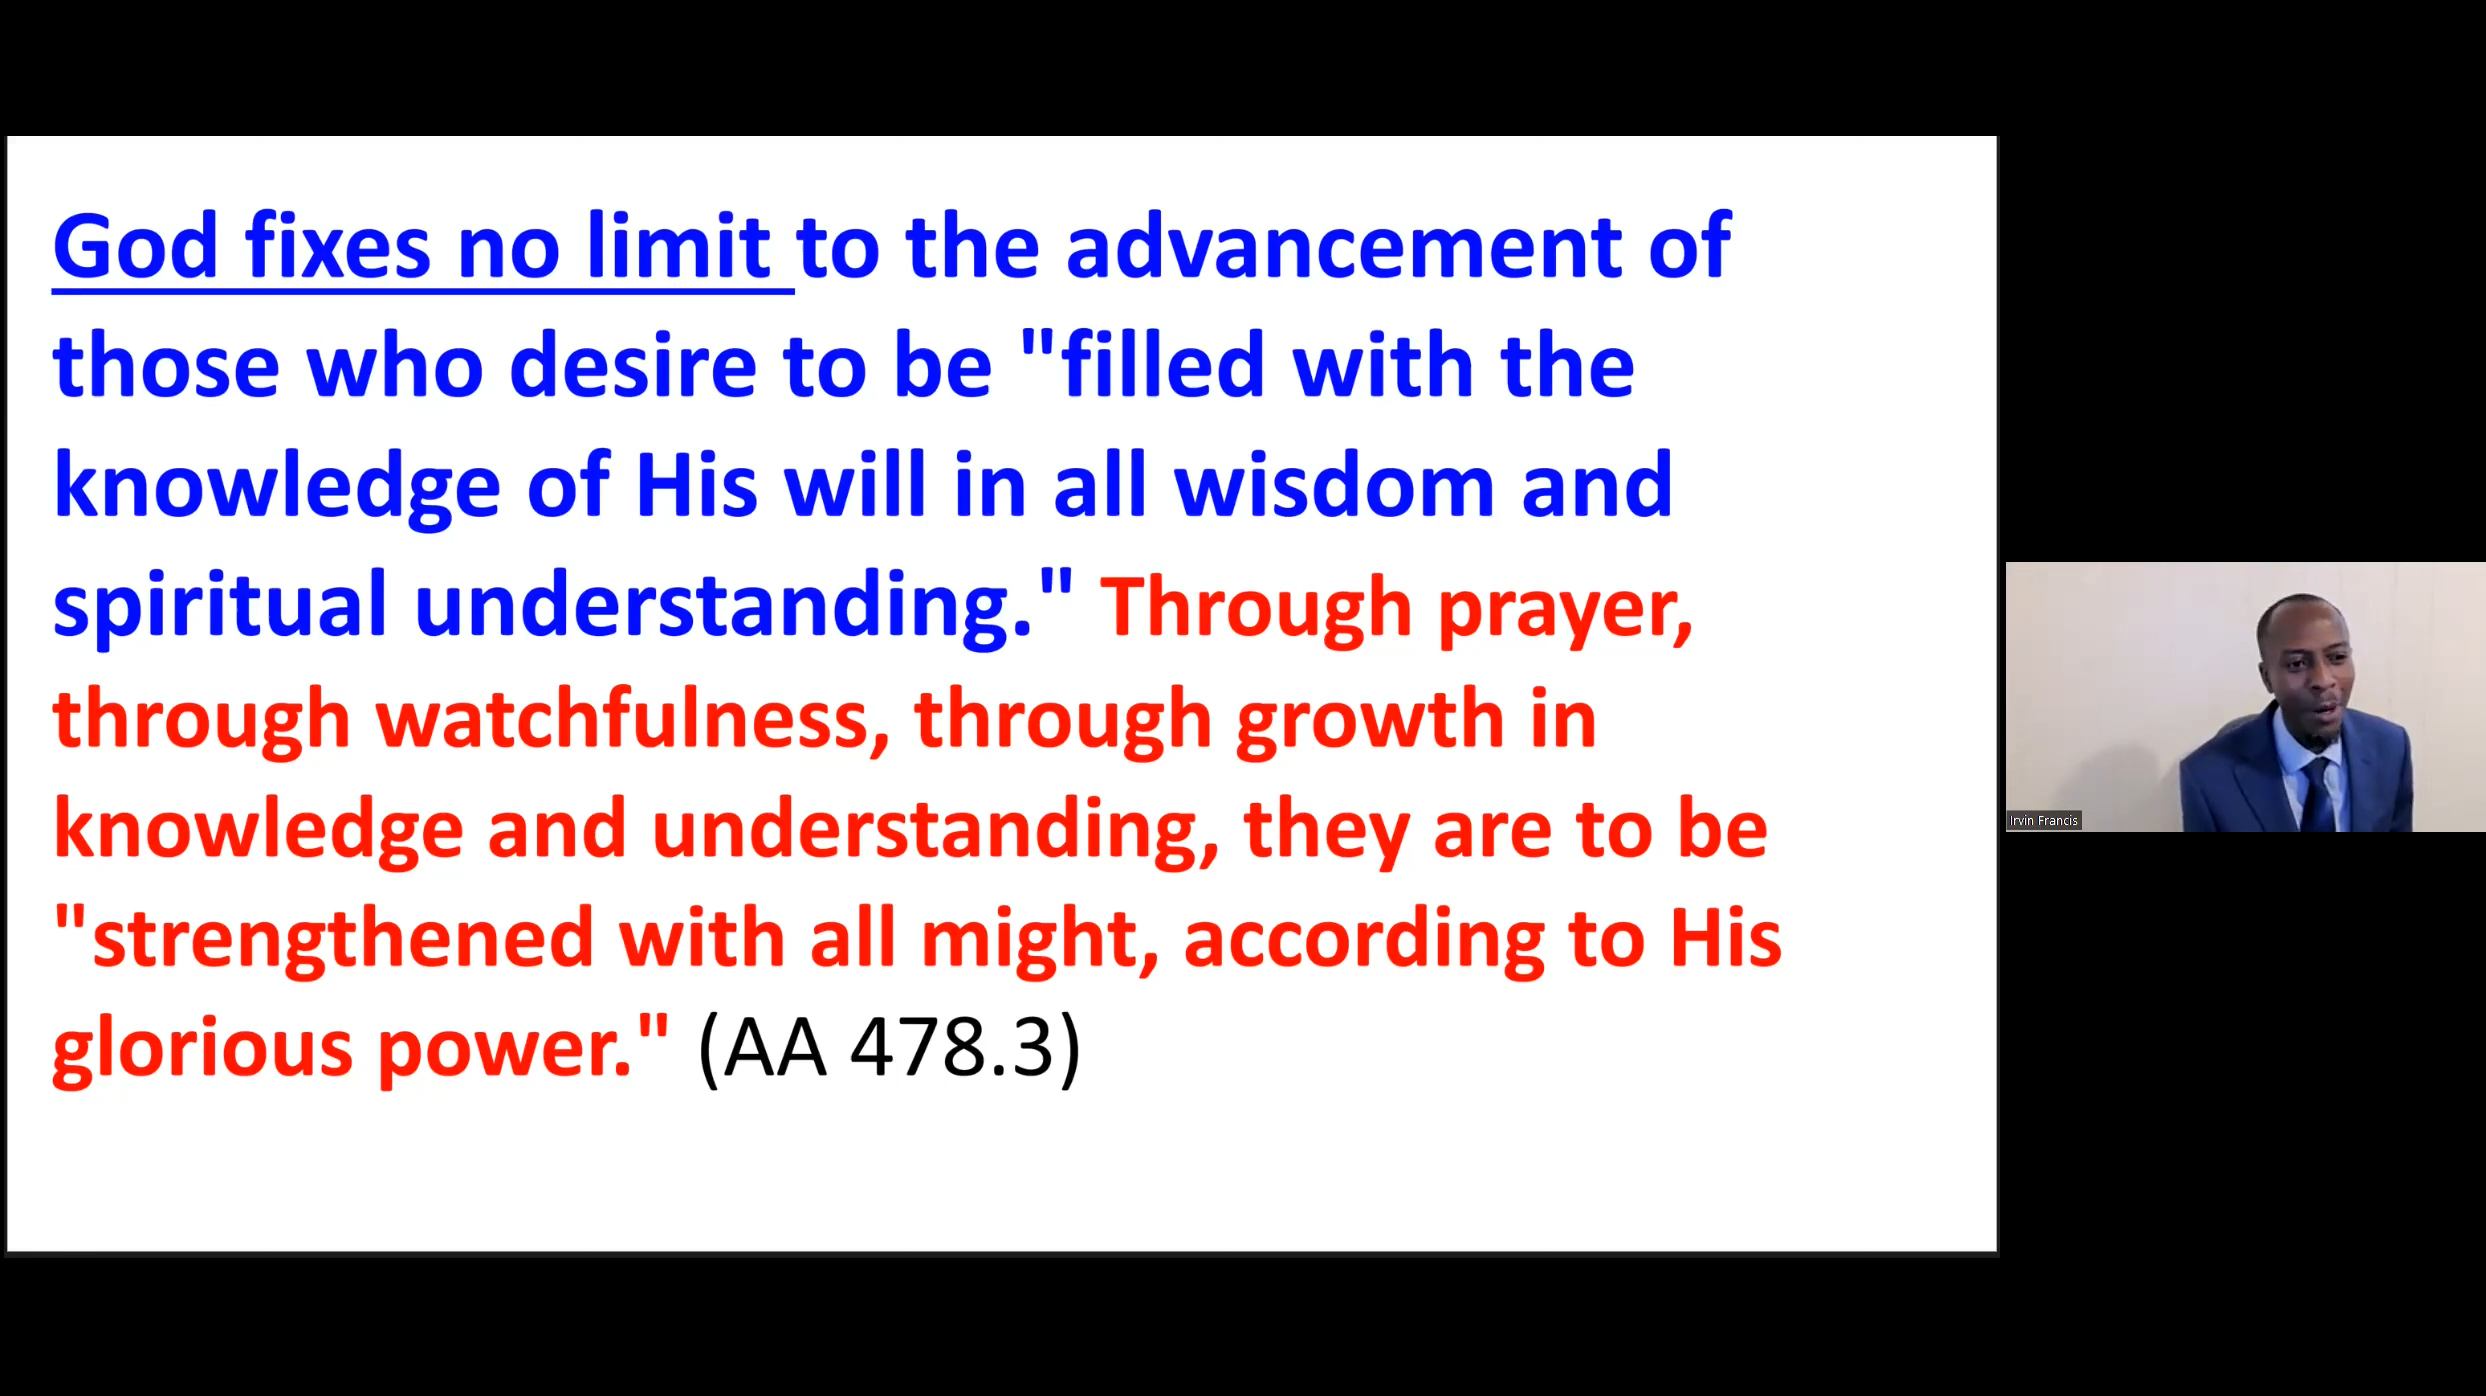 God fixes no limit to the advancement of
those who desire to be "filled with the
knowledge of His will in all wisdom and
spiritual understanding." Through prayer,
through watchfulness, through growth in
knowledge and understanding, they are to be
"strengthened with all might, according to His
glorious power." (AA 478.3)
Irvin Francis